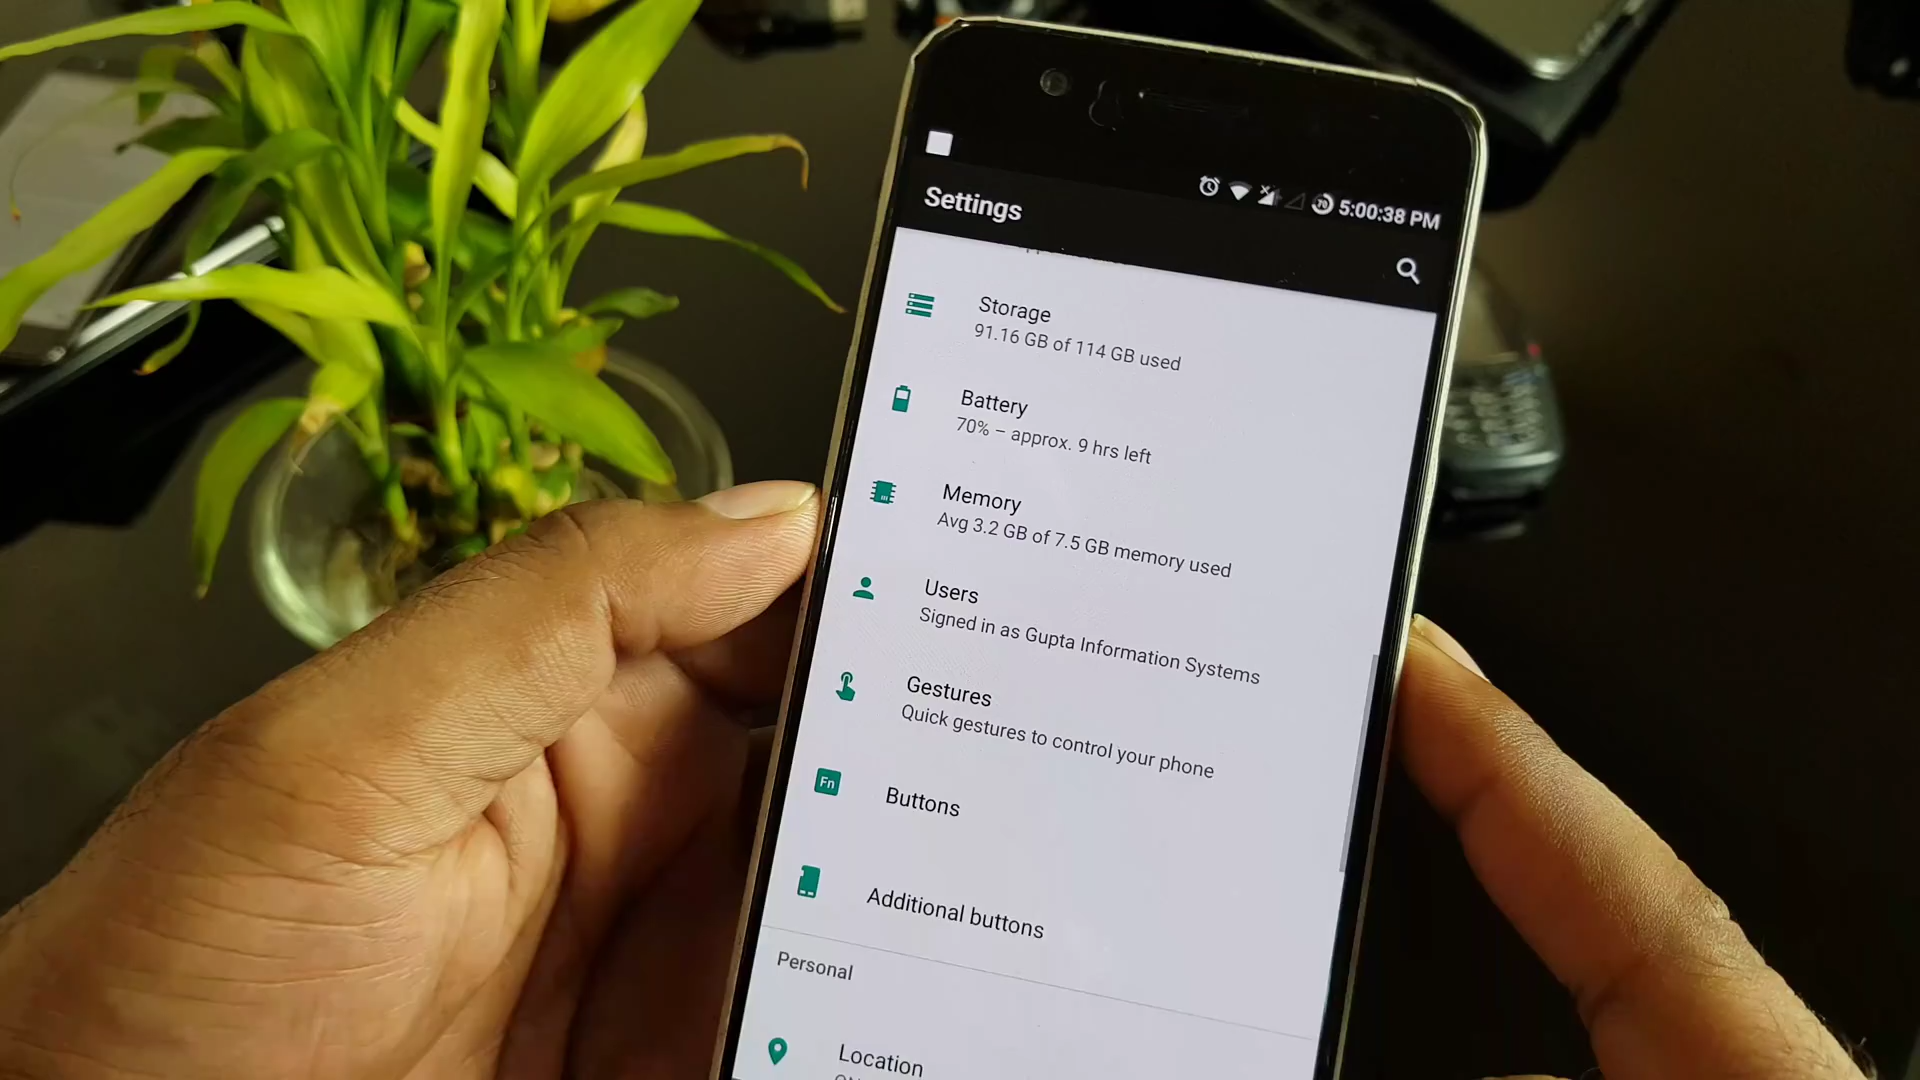 70 5:00:38 PM
Settings
Storage
91.16 GB of 114 GB used
Battery
70% – approx. 9 hrs left
Memory
Avg 3.2 GB of 7.5 GB memory used
Users
Signed in as Gupta Information Systems
Gestures
Quick gestures to control your phone
Fn
Buttons
Additional buttons
Personal
Location